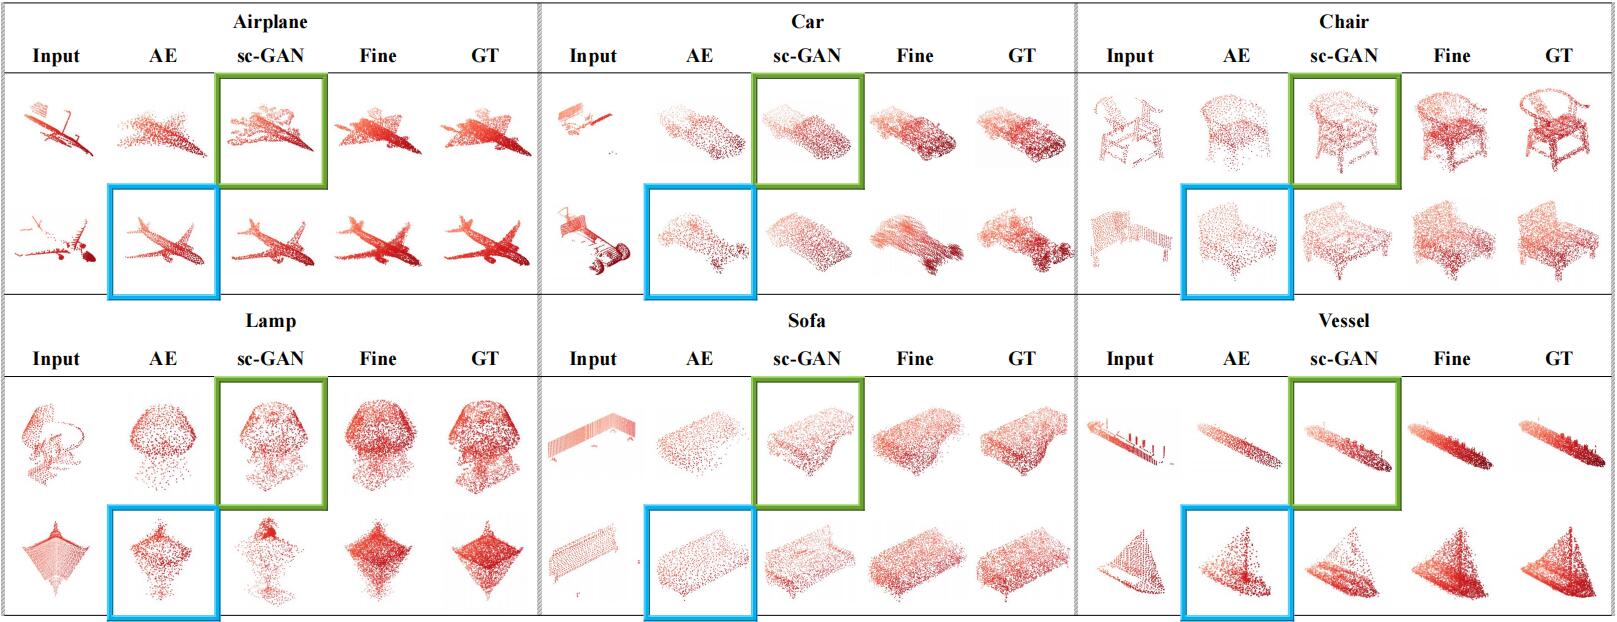 Airplane Car Chair
Input AE sc-GAN Fine GT Input AE sc-GAN Fine GT Input AE sc-GAN Fine GT
Lamp Sofa Vessel
Input AE sc-GAN Fine GT Input AE sc-GAN Fine GT Input AE sc-GAN Fine GT